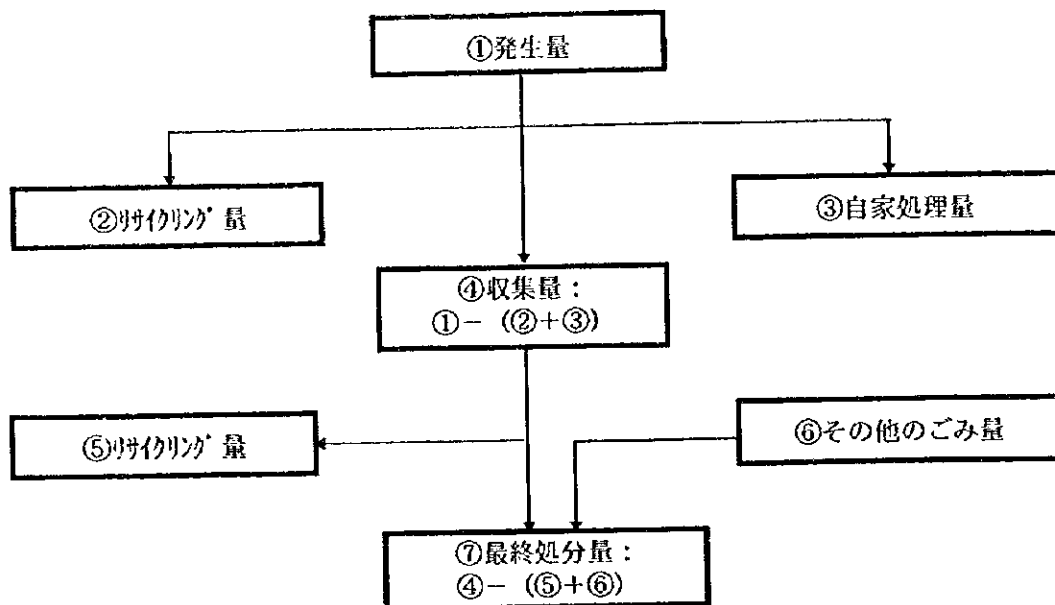 ①発生量
②ﾘｻｲｸﾘﾝｸﾞ量
③自家処理量
④収集量：
①－（②＋③）
⑤ﾘｻｲｸﾘﾝｸﾞ量
⑥その他のごみ量
⑦最終処分量：
④－（⑤＋⑥）